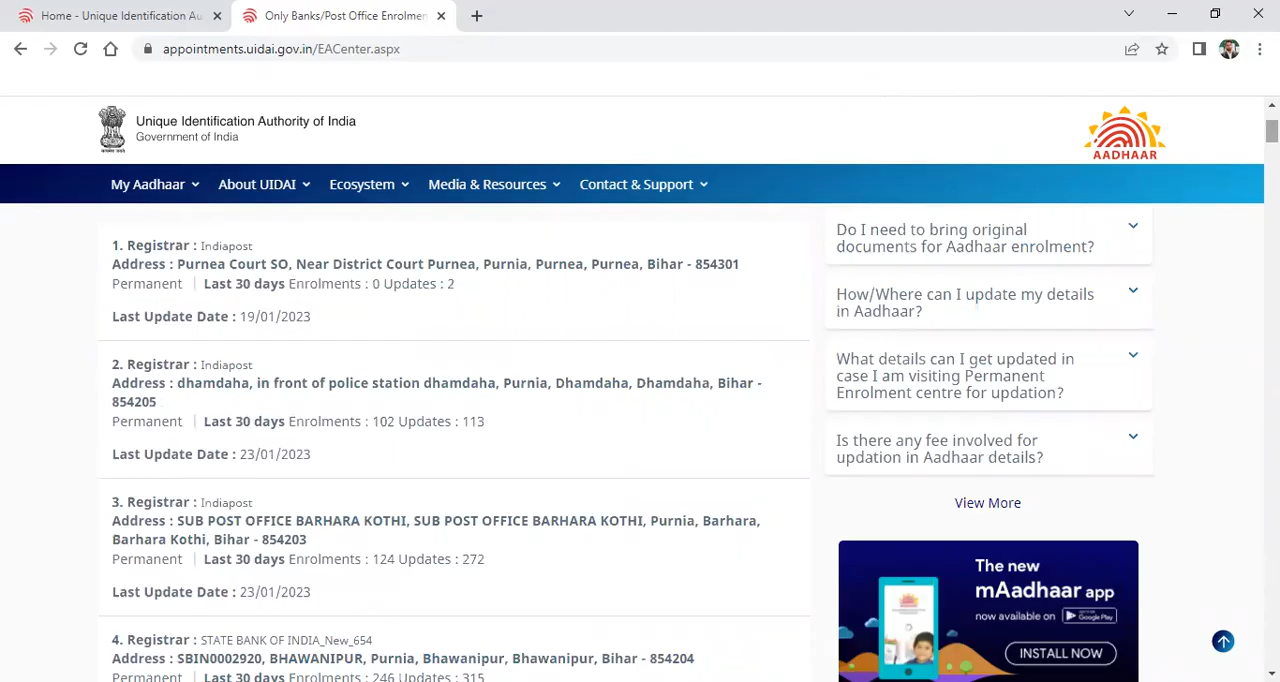 Home - Unique Identification Au
Only Banks/Post Office Enrolmen
appointments.uidai.gov.in/EACenter.aspx
Unique Identification Authority of India
Government of India
AADHAAR
My Aadhaar
About UIDAI
Ecosystem
Media & Resources
Contact & Support
1. Registrar : Indiapost
Address : Purnea Court SO, Near District Court Purnea, Purnia, Purnea, Purnea, Bihar - 854301
Permanent | Last 30 days Enrolments : 0 Updates : 2
Last Update Date : 19/01/2023
2. Registrar : Indiapost
Address : dhamdaha, in front of police station dhamdaha, Purnia, Dhamdaha, Dhamdaha, Bihar -
854205
Permanent | Last 30 days Enrolments : 102 Updates : 113
Last Update Date : 23/01/2023
3. Registrar : Indiapost
Address : SUB POST OFFICE BARHARA KOTHI, SUB POST OFFICE BARHARA KOTHI, Purnia, Barhara,
Barhara Kothi, Bihar - 854203
Permanent | Last 30 days Enrolments : 124 Updates : 272
Last Update Date : 23/01/2023
4. Registrar : STATE BANK OF INDIA_New_654
Address : SBIN0002920, BHAWANIPUR, Purnia, Bhawanipur, Bhawanipur, Bihar - 854204
Permanent | Last 30 days Enrolments : 246 Updates : 315
Do I need to bring original
documents for Aadhaar enrolment?
How/Where can I update my details
in Aadhaar?
What details can I get updated in
case I am visiting Permanent
Enrolment centre for updation?
Is there any fee involved for
updation in Aadhaar details?
View More
The new
mAadhaar app
now available on Google Play
INSTALL NOW